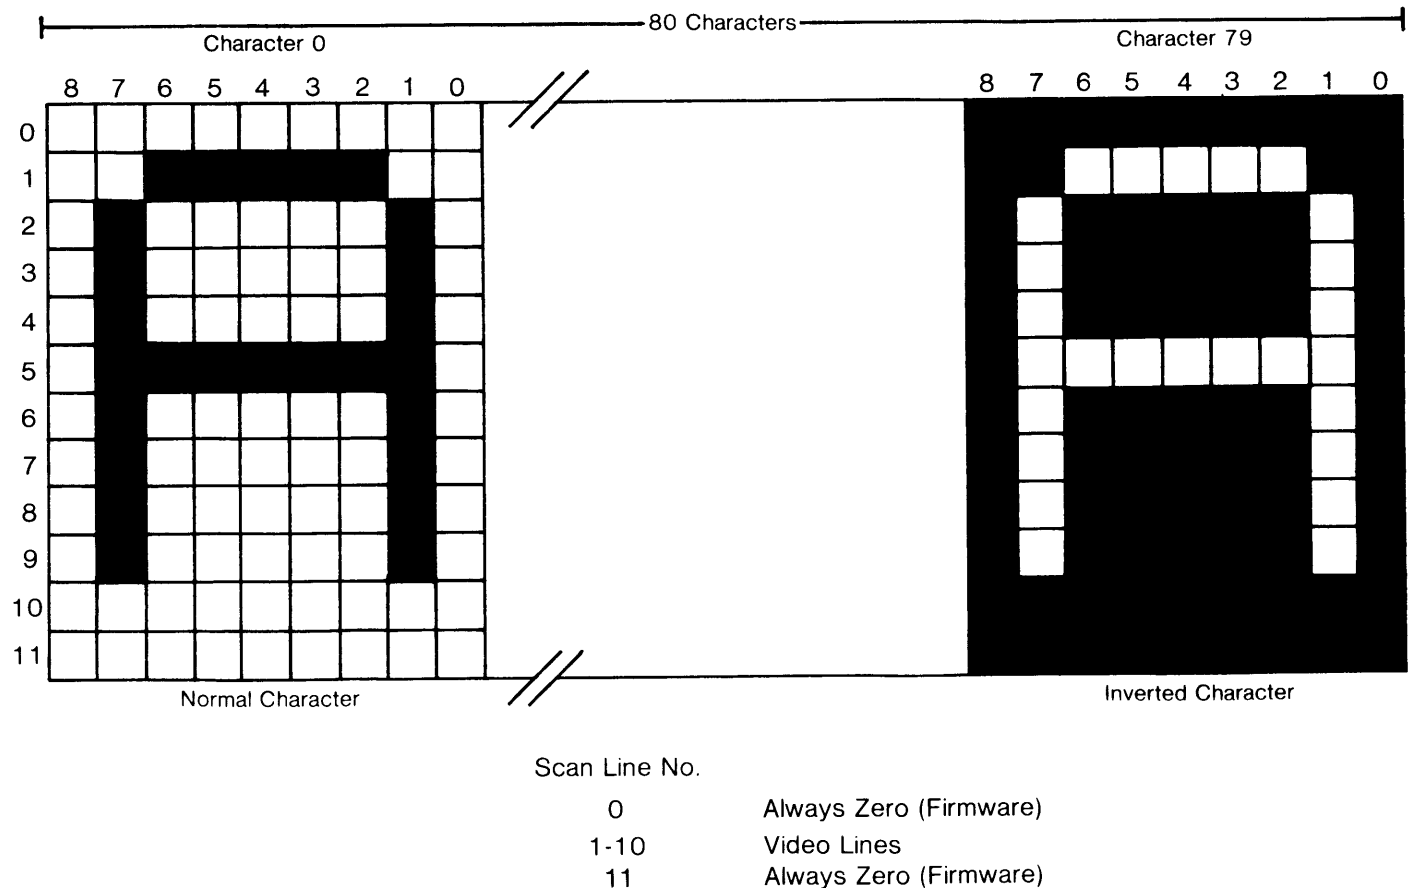 80 Characters
Character 0
Character 79
8 7 6 5 4 3 2 1 0
8 7 6 5 4 3 2 1 0
0
1
2
3
4
5
6
7
8
9
10
11
Normal Character
Inverted Character
Scan Line No.
0 Always Zero (Firmware)
1-10 Video Lines
11 Always Zero (Firmware)